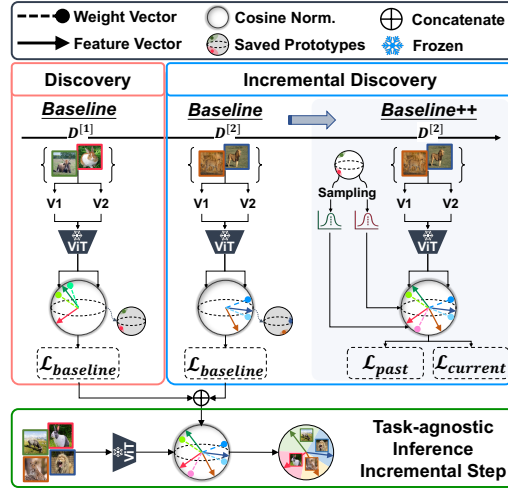 Weight Vector
Cosine Norm.
Concatenate
Feature Vector
Saved Prototypes
Frozen
Discovery
Incremental Discovery
Baseline
Baseline
Baseline++
D[1]
D[2]
D[2]
Sampling
V1 V2
V1 V2
V1 V2
ViT
ViT
ViT
ℒbaseline
ℒbaseline
ℒpast
ℒcurrent
ViT
Task-agnostic
Inference
Incremental Step